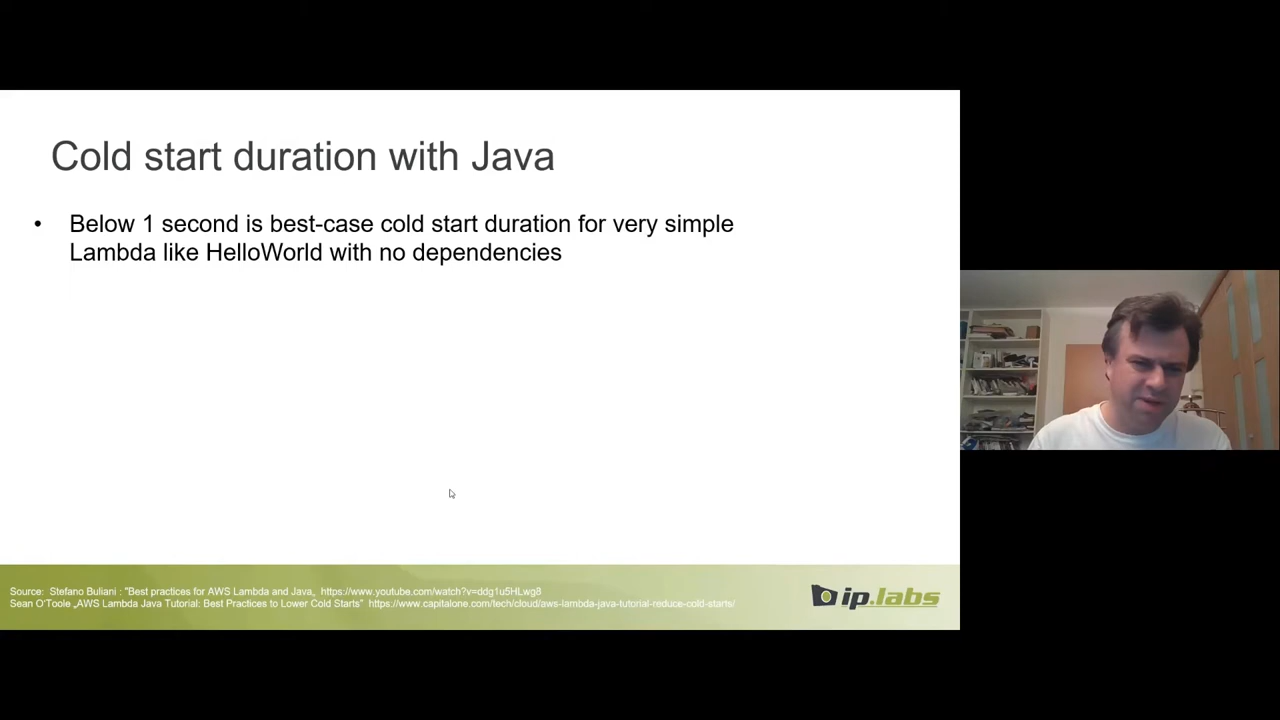 Cold start duration with Java
• Below 1 second is best-case cold start duration for very simple
Lambda like HelloWorld with no dependencies
Source: Stefano Buliani : "Best practices for AWS Lambda and Java„ https://www.youtube.com/watch?v=ddg1u5HLwg8
Sean O'Toole „AWS Lambda Java Tutorial: Best Practices to Lower Cold Starts" https://www.capitalone.com/tech/cloud/aws-lambda-java-tutorial-reduce-cold-starts/
ip.labs